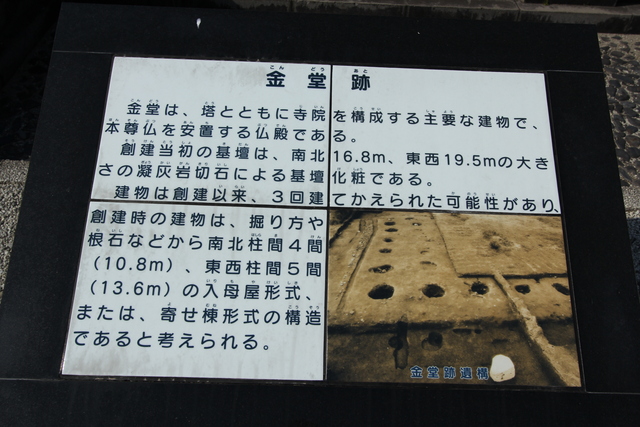 金堂跡
金堂は、塔とともに寺院を構成する主要な建物で、
本尊仏を安置する仏殿である。
創建当初の基壇は、南北16.8m、東西19.5mの大き
さの凝灰岩切石による基壇化粧である。
建物は創建以来、3回建てかえられた可能性があり、
創建時の建物は、掘り方や
根石などから南北柱間4間
(10.8m)、東西柱間5間
(13.6m)の入母屋形式、
または、寄せ棟形式の構造
であると考えられる。
金堂跡遺構